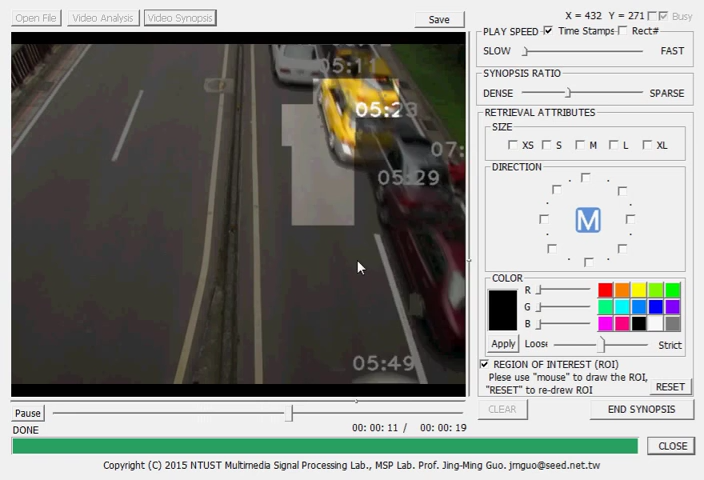 Open File Video Analysis Video Synopsis Save X = 432 Y = 271 Busy
PLAY SPEED Time Stamps Rect#
SLOW FAST
SYNOPSIS RATIO
DENSE SPARSE
RETRIEVAL ATTRIBUTES
SIZE
XS S M L XL
DIRECTION
M
COLOR
R
G
B
Apply Loose Strict
REGION OF INTEREST (ROI)
Plese use "mouse" to draw the ROI,
"RESET" to re-drew ROI RESET
CLEAR END SYNOPSIS
05:11
05:23
07:
05:29
05:49
Pause
DONE 00: 00: 11 / 00: 00: 19
CLOSE
Copyright (C) 2015 NTUST Multimedia Signal Processing Lab., MSP Lab. Prof. Jing-Ming Guo. jmguo@seed.net.tw